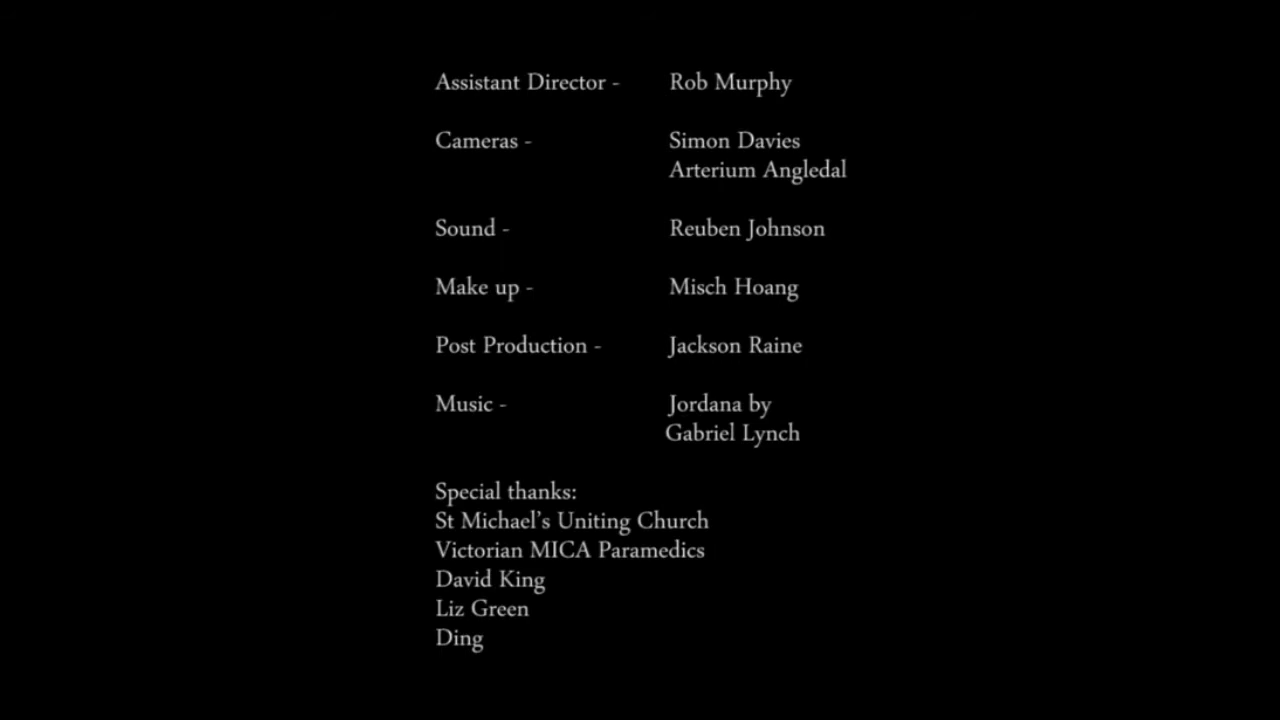 Assistant Director - Rob Murphy
Cameras - Simon Davies
Arterium Angledal
Sound - Reuben Johnson
Make up - Misch Hoang
Post Production - Jackson Raine
Music - Jordana by
Gabriel Lynch
Special thanks:
St Michael's Uniting Church
Victorian MICA Paramedics
David King
Liz Green
Ding